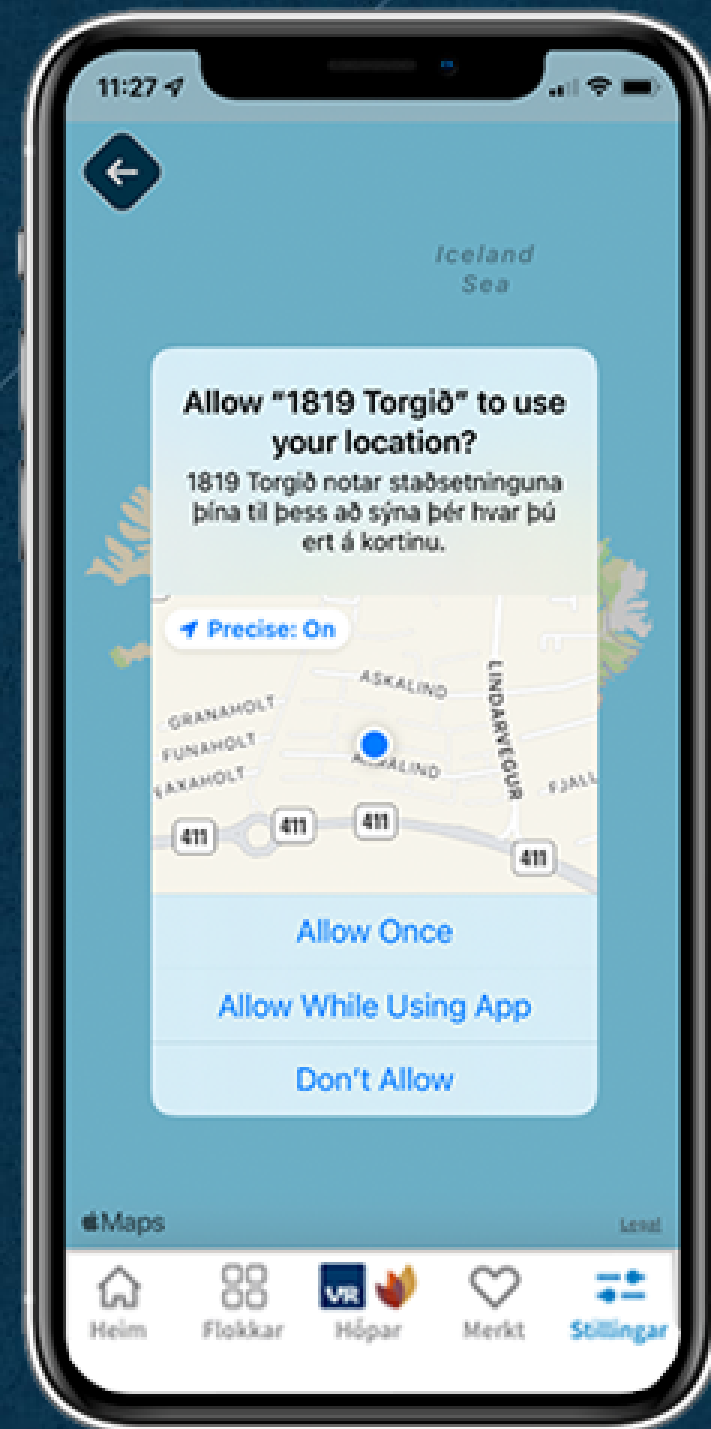 11:27
Iceland
Sea
Allow "1819 Torgið" to use
your location?
1819 Torgið notar staðsetninguna
þína til þess að sýna þér hvar þú
ert á kortinu.
Precise: On
ASKALIND
GRANAHOLT
FUNAHOLT
FAXAHOLT
LINDARVEGUR
FJALL
411
411
411
411
Allow Once
Allow While Using App
Don't Allow
Maps
Legal
VR
Heim
Flokkar
Hópar
Merkt
Stillingar